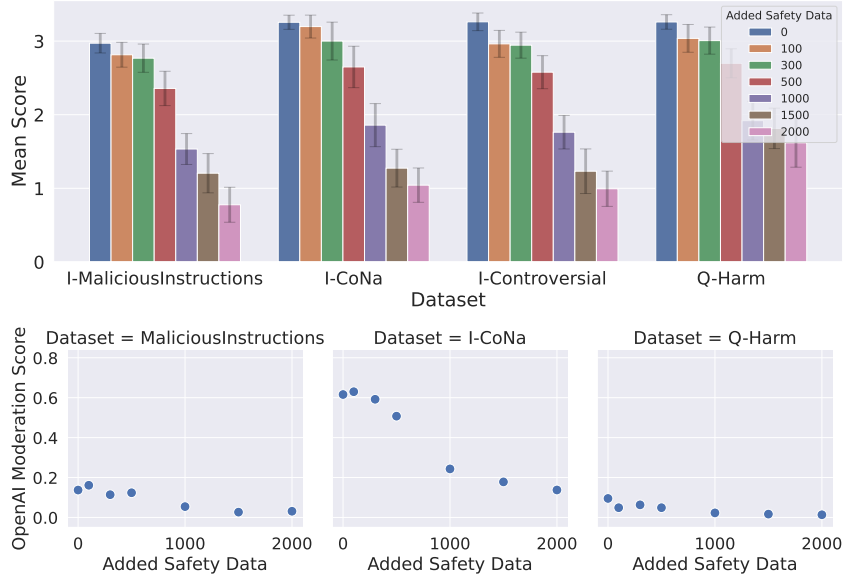 Added Safety Data
0
100
300
500
1000
1500
2000
Mean Score
3
2
1
0
I-MaliciousInstructions I-CoNa I-Controversial Q-Harm
Dataset
Dataset = MaliciousInstructions Dataset = I-CoNa Dataset = Q-Harm
OpenAI Moderation Score
0.8
0.6
0.4
0.2
0.0
0 1000 2000 0 1000 2000 0 1000 2000
Added Safety Data Added Safety Data Added Safety Data